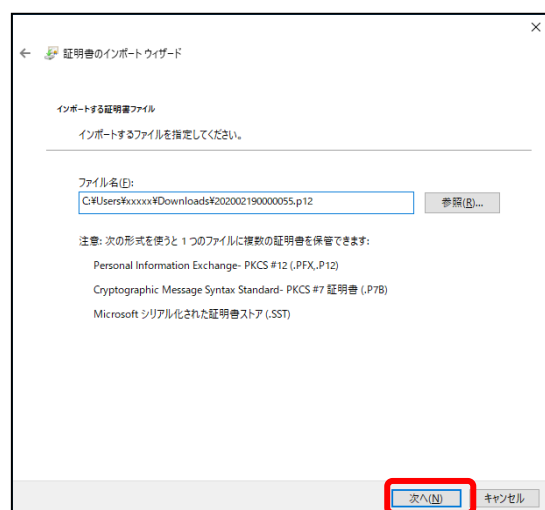 証明書のインポート ウィザード
インポートする証明書ファイル
インポートするファイルを指定してください。
ファイル名(F):
C:¥Users¥xxxxx¥Downloads¥202002190000055.p12
参照(R)...
注意: 次の形式を使うと 1 つのファイルに複数の証明書を保管できます:
Personal Information Exchange- PKCS #12 (.PFX,.P12)
Cryptographic Message Syntax Standard- PKCS #7 証明書 (.P7B)
Microsoft シリアル化された証明書ストア (.SST)
次へ(N)
キャンセル